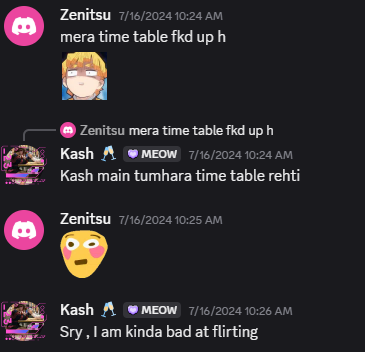 Zenitsu 7/16/2024 10:24 AM
mera time table fkd up h
Zenitsu mera time table fkd up h
Kash 🥂 MEOW 7/16/2024 10:24 AM
Kash main tumhara time table rehti
Zenitsu 7/16/2024 10:25 AM
Kash 🥂 MEOW 7/16/2024 10:26 AM
Sry , I am kinda bad at flirting